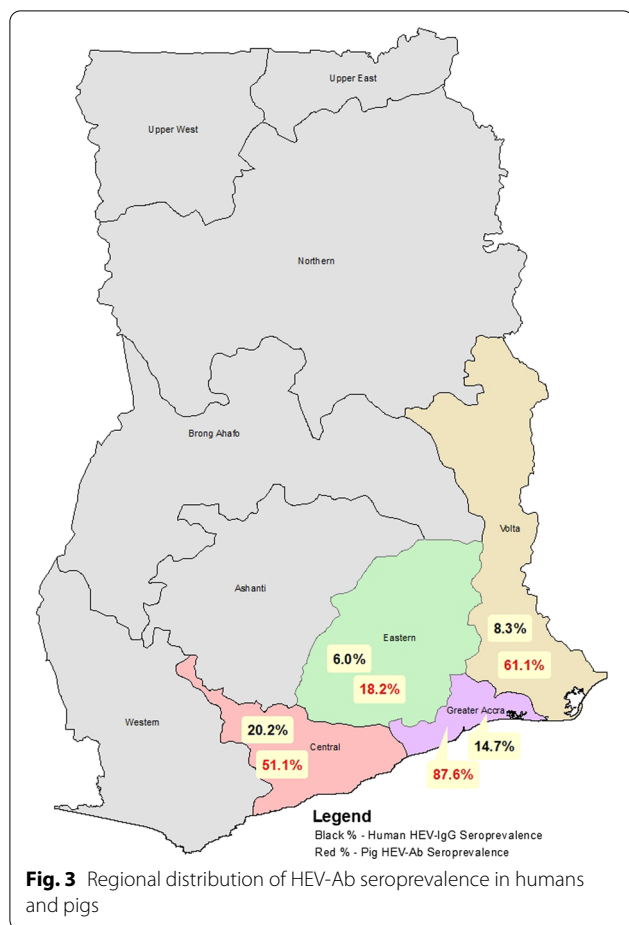 Upper East
Upper West
Northern
Brong Ahafo
Volta
Ashanti
8.3%
Eastern
6.0%
61.1%
18.2%
Greater Accra
Western
20.2%
Central
14.7%
51.1%
87.6%
Legend
Black % - Human HEV-IgG Seroprevalence
Red % - Pig HEV-Ab Seroprevalence
Fig. 3 Regional distribution of HEV-Ab seroprevalence in humans
and pigs